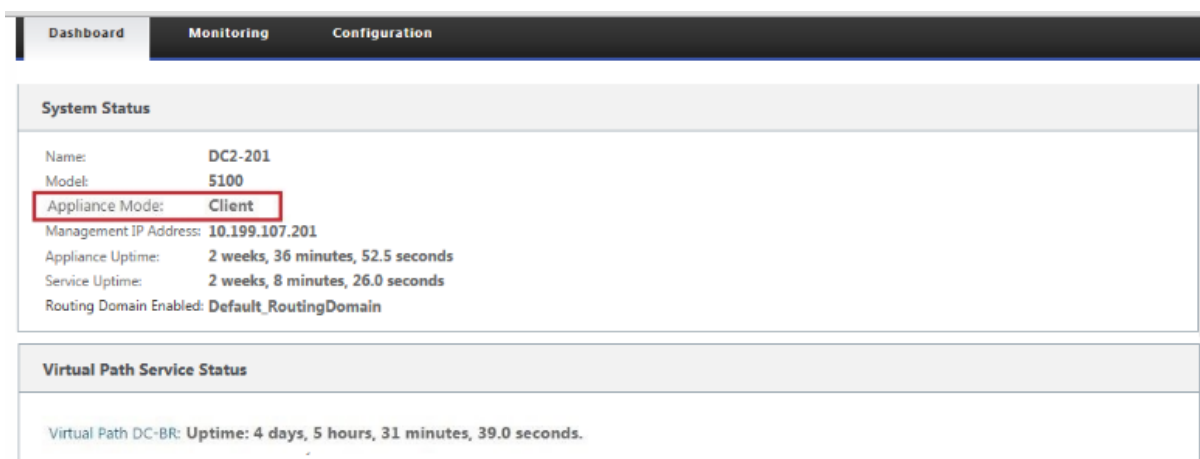 Dashboard Monitoring Configuration
System Status
Name: DC2-201
Model: 5100
Appliance Mode: Client
Management IP Address: 10.199.107.201
Appliance Uptime: 2 weeks, 36 minutes, 52.5 seconds
Service Uptime: 2 weeks, 8 minutes, 26.0 seconds
Routing Domain Enabled: Default_RoutingDomain
Virtual Path Service Status
Virtual Path DC-BR: Uptime: 4 days, 5 hours, 31 minutes, 39.0 seconds.